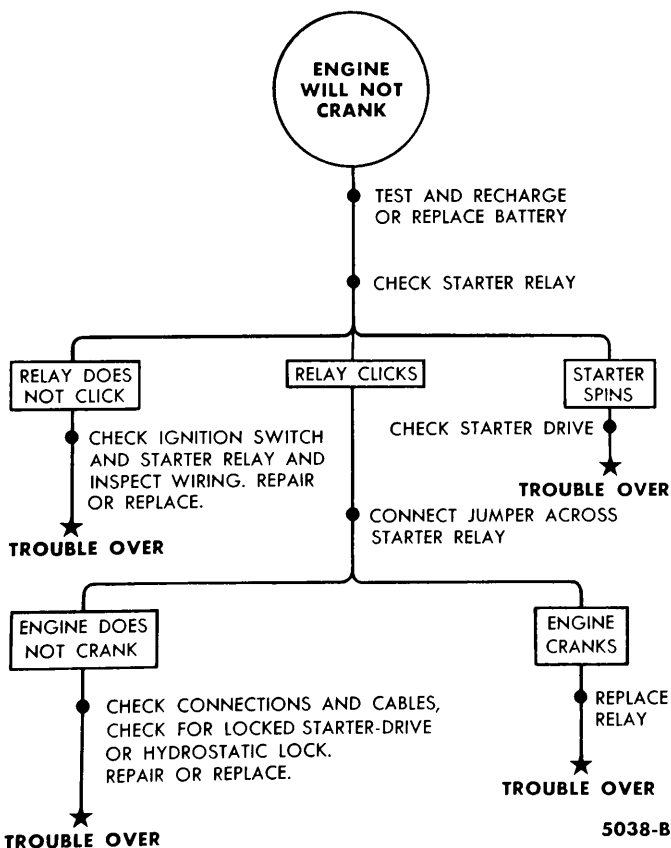 ENGINE
WILL NOT
CRANK
TEST AND RECHARGE
OR REPLACE BATTERY
CHECK STARTER RELAY
RELAY DOES
NOT CLICK
RELAY CLICKS
STARTER
SPINS
CHECK IGNITION SWITCH
AND STARTER RELAY AND
INSPECT WIRING. REPAIR
OR REPLACE.
TROUBLE OVER
CHECK STARTER DRIVE
TROUBLE OVER
CONNECT JUMPER ACROSS
STARTER RELAY
ENGINE DOES
NOT CRANK
ENGINE
CRANKS
CHECK CONNECTIONS AND CABLES,
CHECK FOR LOCKED STARTER-DRIVE
OR HYDROSTATIC LOCK.
REPAIR OR REPLACE.
TROUBLE OVER
REPLACE
RELAY
TROUBLE OVER
5038-B